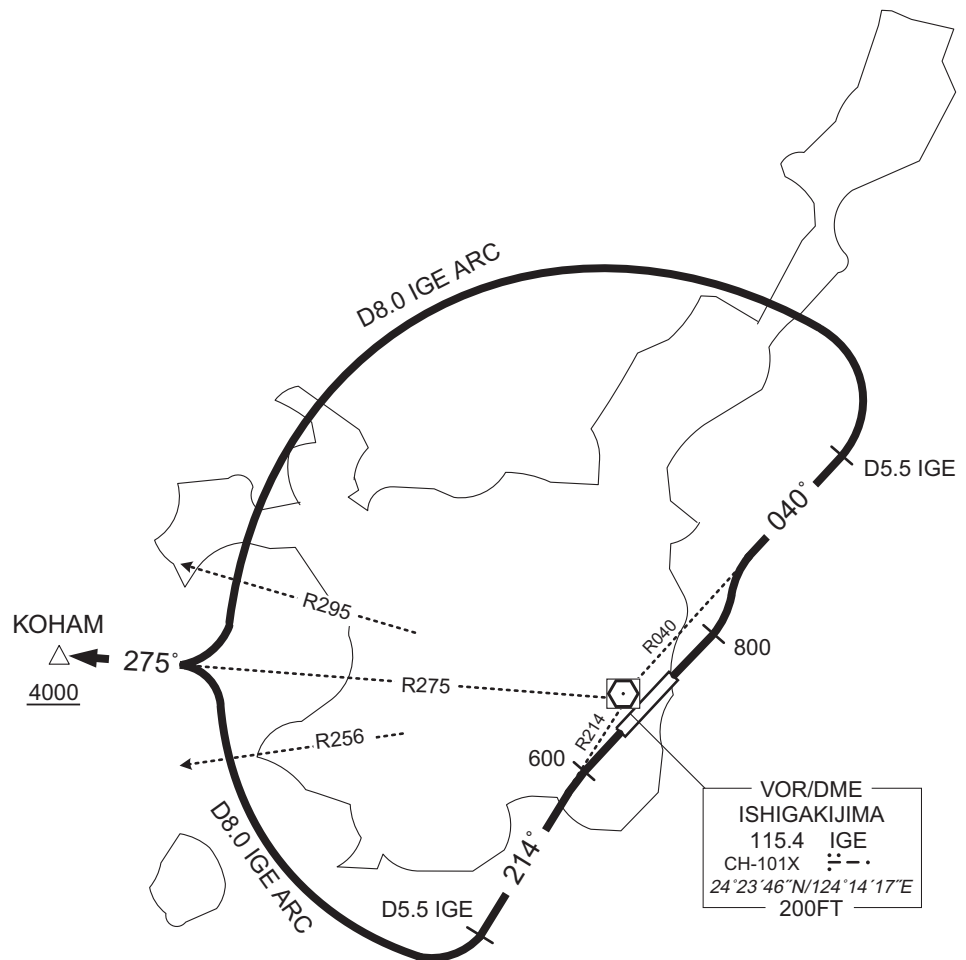 D8.0 IGE ARC
D5.5 IGE
040°
R295
KOHAM
4000
275°
R275
R040
800
R256
R214
600
D8.0 IGE ARC
214°
D5.5 IGE
VOR/DME
ISHIGAKIJIMA
115.4 IGE
CH-101X
24°23′46″N/124°14′17″E
200FT